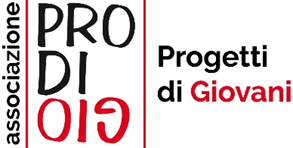 associazione
PRO
DI
GIO
Progetti
di Giovani